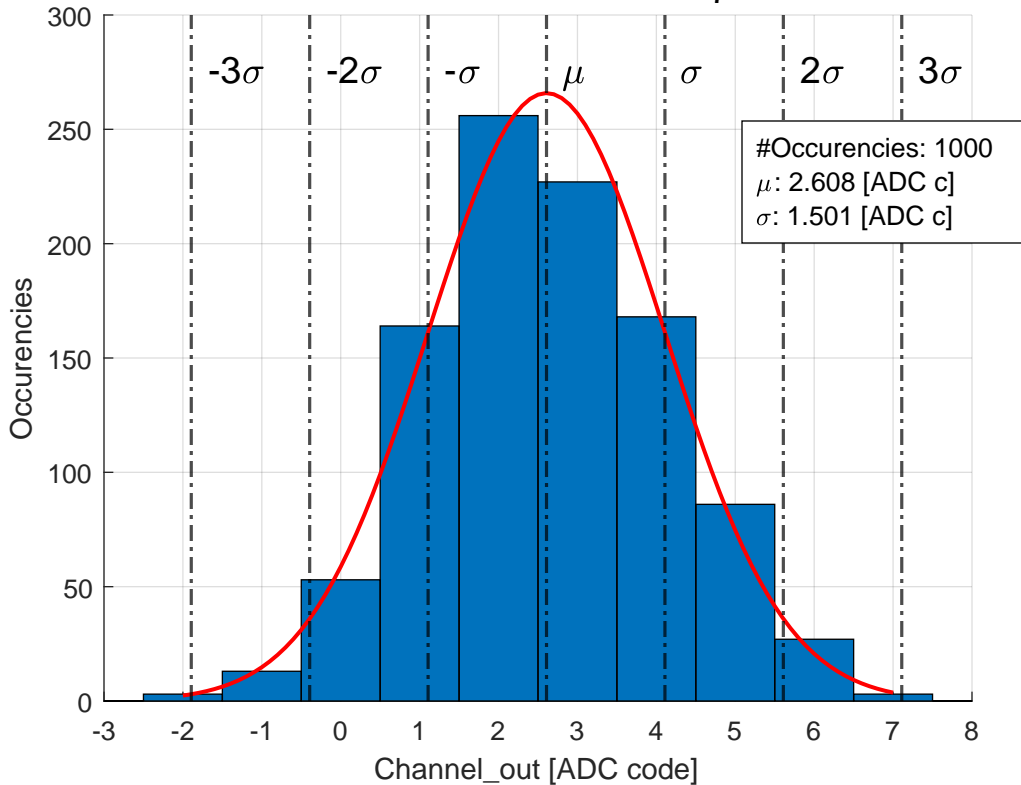 300
250
200
150
100
50
0
Occurencies
-3σ -2σ -σ μ σ 2σ 3σ
#Occurencies: 1000
μ: 2.608 [ADC c]
σ: 1.501 [ADC c]
-3 -2 -1 0 1 2 3 4 5 6 7 8
Channel_out [ADC code]